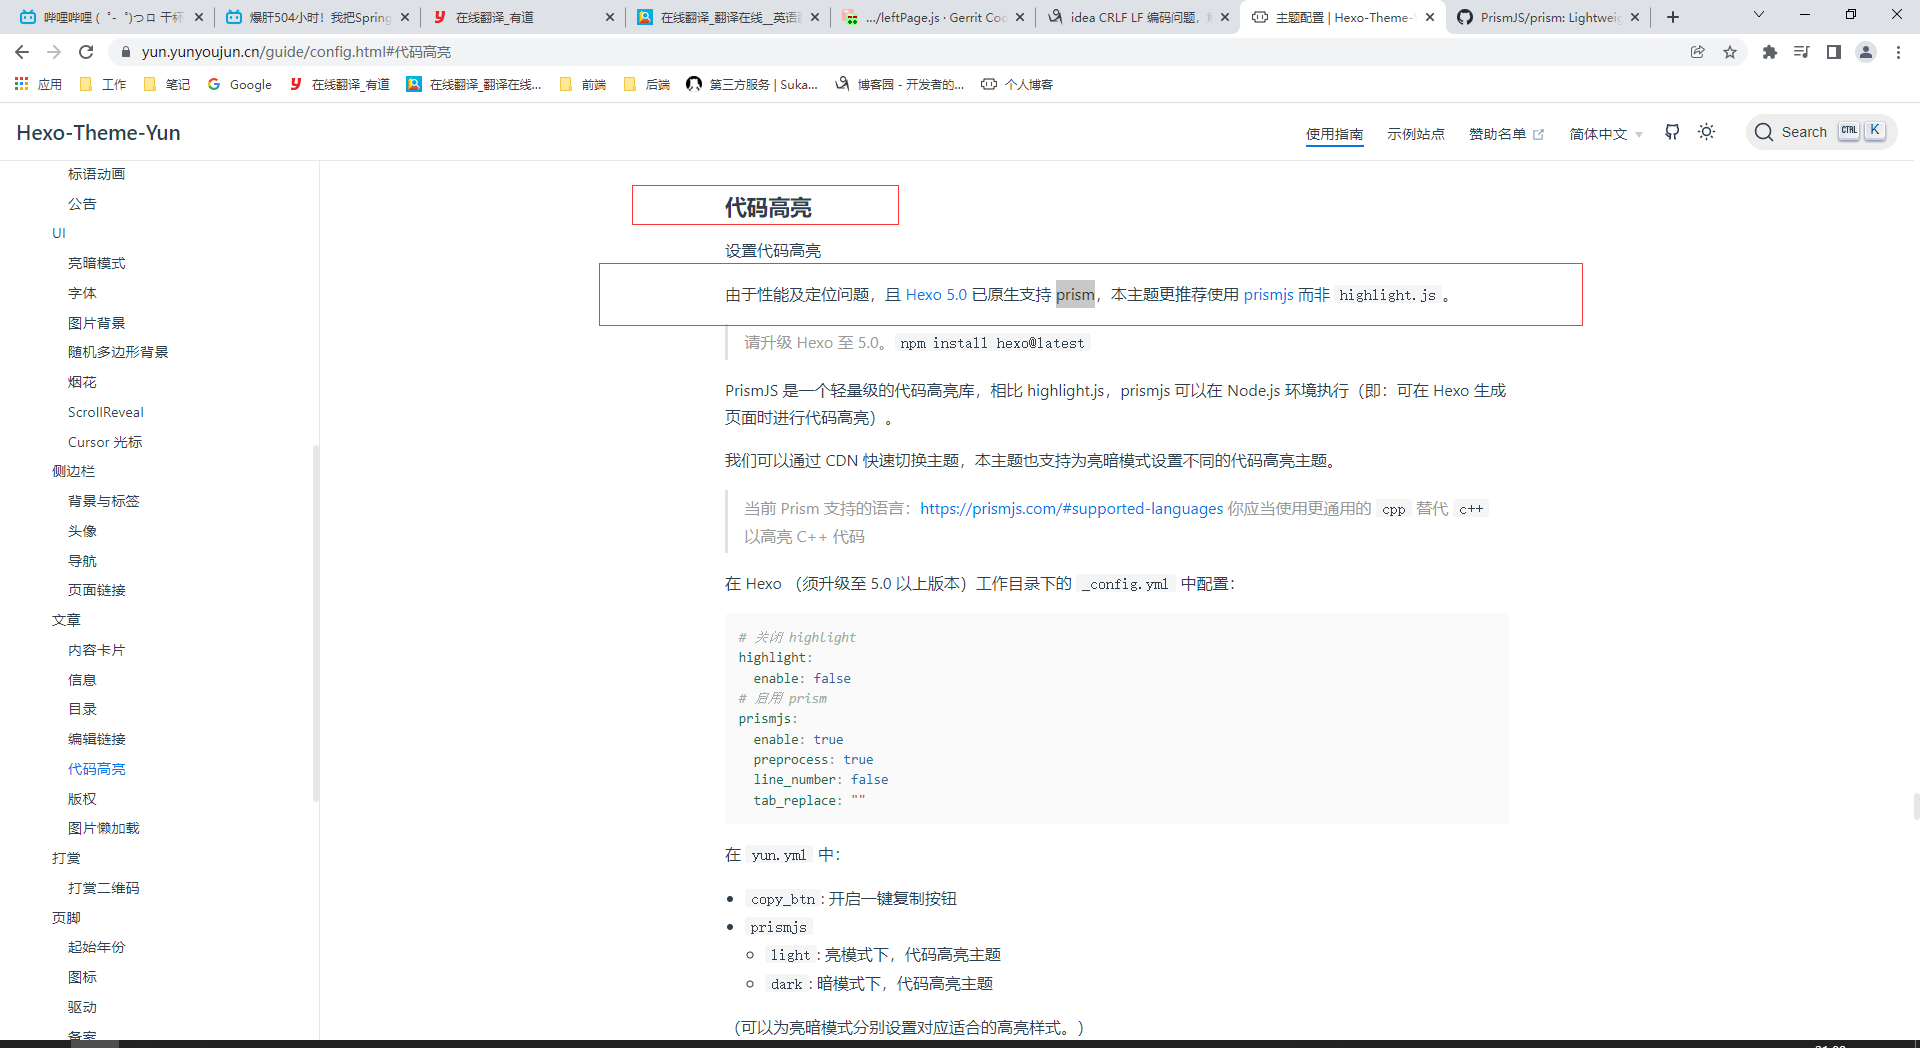 哔哩哔哩 (゜-゜)つロ 干杯
爆肝504小时！我把Spring
在线翻译_有道
在线翻译_翻译在线__英语
.../leftPage.js · Gerrit Co
idea CRLF LF 编码问题,
主题配置 | Hexo-Theme-
PrismJS/prism: Lightwei
yun.yunyoujun.cn/guide/config.html#代码高亮
应用
工作
笔记
Google
在线翻译_有道
在线翻译_翻译在线...
前端
后端
第三方服务 | Suka...
博客园 - 开发者的...
个人博客
Hexo-Theme-Yun
使用指南
示例站点
赞助名单
简体中文
Search
CTRL
K
标语动画
公告
UI
亮暗模式
字体
图片背景
随机多边形背景
烟花
ScrollReveal
Cursor 光标
侧边栏
背景与标签
头像
导航
页面链接
文章
内容卡片
信息
目录
编辑链接
代码高亮
版权
图片懒加载
打赏
打赏二维码
页脚
起始年份
图标
驱动
备案
代码高亮
设置代码高亮
由于性能及定位问题，且 Hexo 5.0 已原生支持 prism，本主题更推荐使用 prismjs 而非 highlight.js 。
请升级 Hexo 至 5.0。 npm install hexo@latest
PrismJS 是一个轻量级的代码高亮库，相比 highlight.js，prismjs 可以在 Node.js 环境执行（即：可在 Hexo 生成
页面时进行代码高亮）。
我们可以通过 CDN 快速切换主题，本主题也支持为亮暗模式设置不同的代码高亮主题。
当前 Prism 支持的语言：https://prismjs.com/#supported-languages 你应当使用更通用的 cpp 替代 c++
以高亮 C++ 代码
在 Hexo （须升级至 5.0 以上版本）工作目录下的 _config.yml 中配置：
# 关闭 highlight
highlight:
  enable: false
# 启用 prism
prismjs:
  enable: true
  preprocess: true
  line_number: false
  tab_replace: ""
在 yun.yml 中：
• copy_btn : 开启一键复制按钮
• prismjs
◦ light : 亮模式下，代码高亮主题
◦ dark : 暗模式下，代码高亮主题
（可以为亮暗模式分别设置对应适合的高亮样式。）